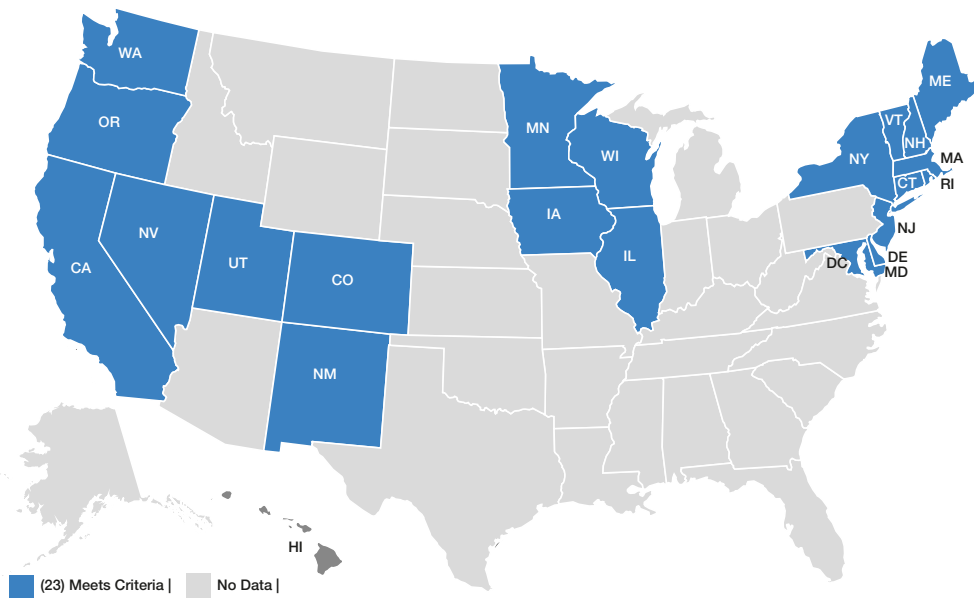 WA
OR
CA
NV
UT
CO
NM
MN
IA
WI
IL
NY
VT
NH
ME
MA
CT
RI
NJ
DE
MD
DC
HI
(23) Meets Criteria |
No Data |